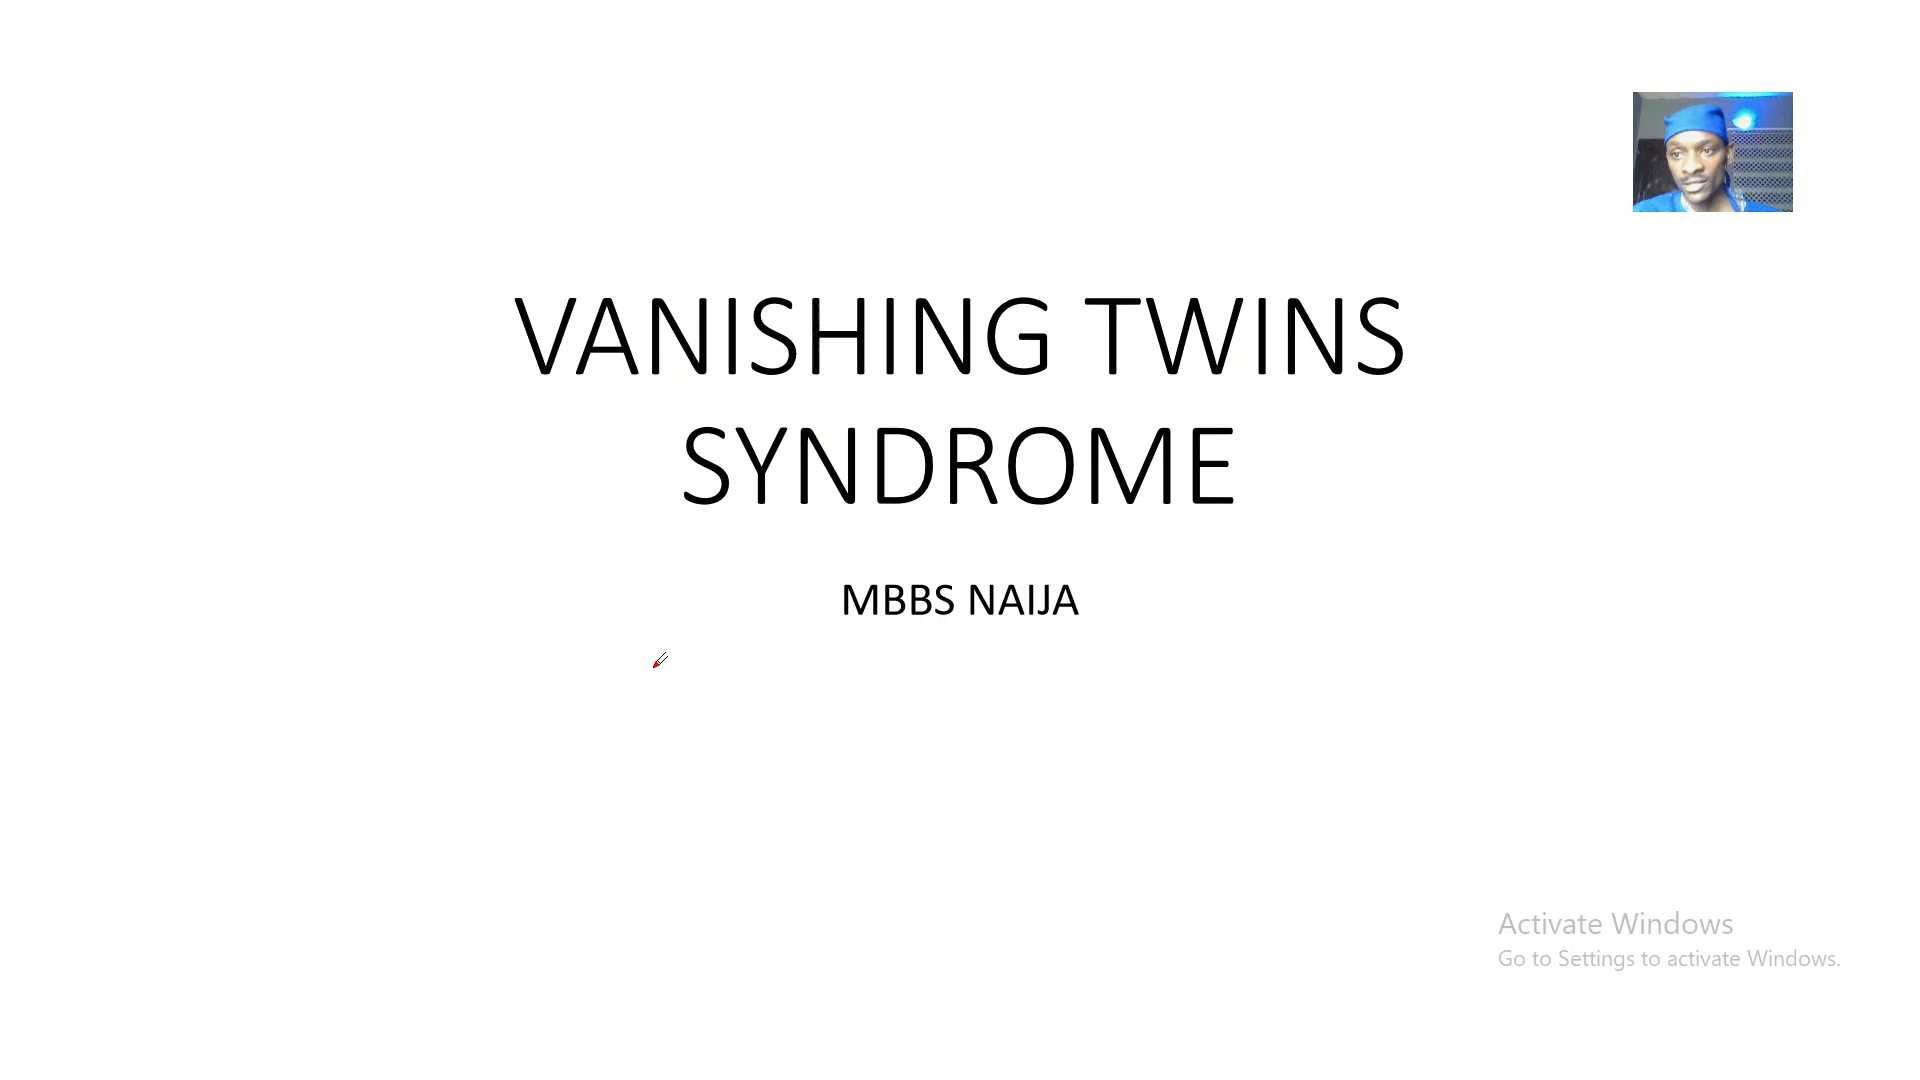 VANISHING TWINS
SYNDROME
MBBS NAIJA
Activate Windows
Go to Settings to activate Windows.